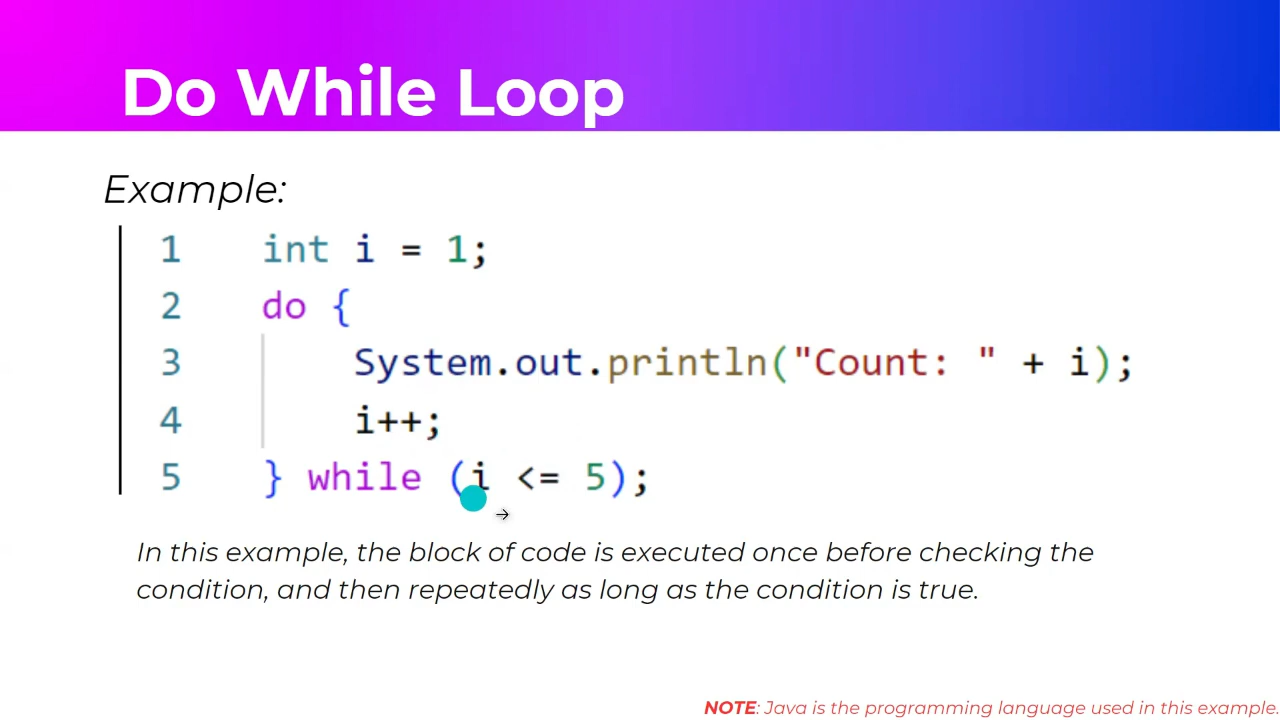 Do While Loop
Example:
1 int i = 1;
2 do {
3 System.out.println("Count: " + i);
4 i++;
5 } while (i <= 5);
In this example, the block of code is executed once before checking the
condition, and then repeatedly as long as the condition is true.
NOTE: Java is the programming language used in this example.